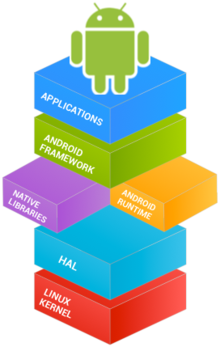 APPLICATIONS
ANDROID
FRAMEWORK
NATIVE
LIBRARIES
ANDROID
RUNTIME
HAL
LINUX
KERNEL